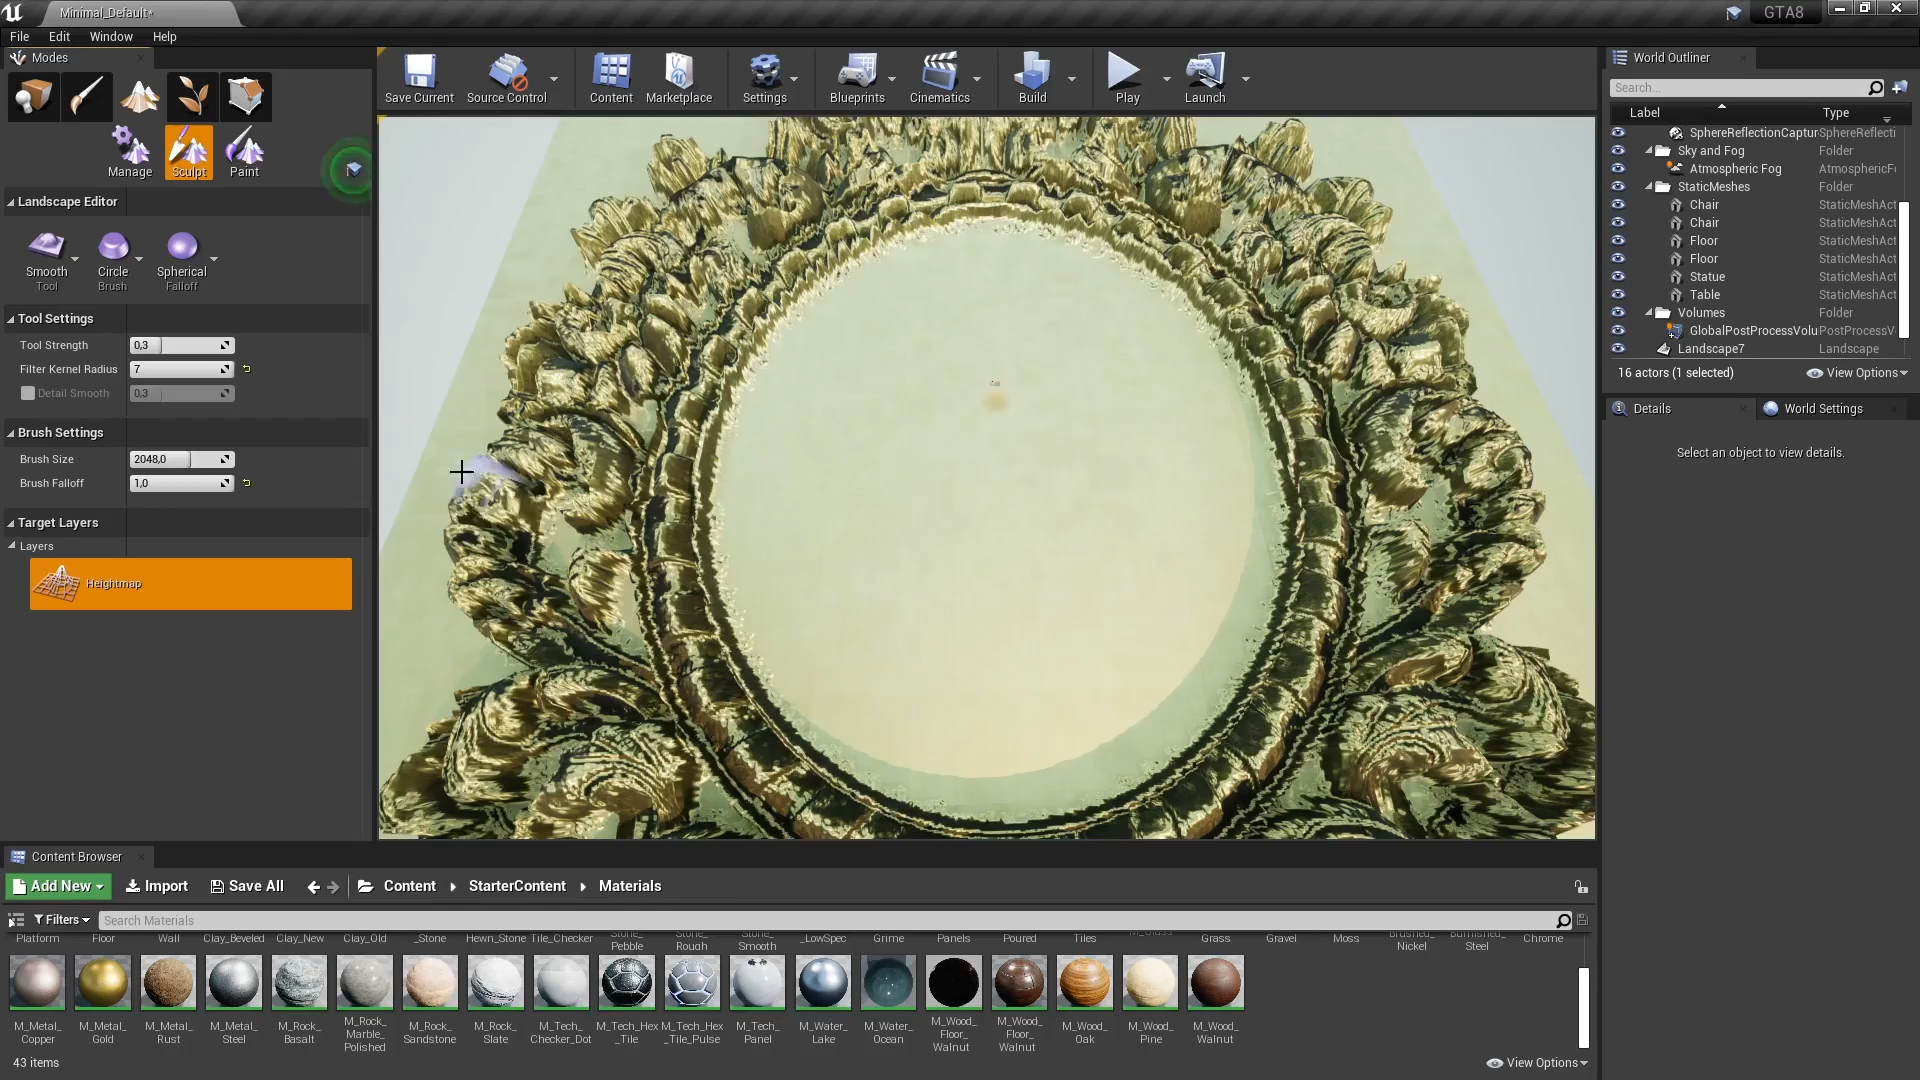 Minimal_Default*
GTA8
File Edit Window Help
Modes
Manage Sculpt Paint
Landscape Editor
Smooth Tool
Circle Brush
Spherical Falloff
Tool Settings
Tool Strength 0,3
Filter Kernel Radius 7
Detail Smooth 0,3
Brush Settings
Brush Size 2048,0
Brush Falloff 1,0
Target Layers
Layers
Heightmap
Save Current Source Control Content Marketplace Settings Blueprints Cinematics Build Play Launch
World Outliner
Search...
Label Type
SphereReflectionCaptur SphereReflecti
Sky and Fog Folder
Atmospheric Fog AtmosphericF
StaticMeshes Folder
Chair StaticMeshAct
Chair StaticMeshAct
Floor StaticMeshAct
Floor StaticMeshAct
Statue StaticMeshAct
Table StaticMeshAct
Volumes Folder
GlobalPostProcessVolu PostProcessV
Landscape7 Landscape
16 actors (1 selected) View Options
Details World Settings
Select an object to view details.
Content Browser
Add New Import Save All Content StarterContent Materials
Filters Search Materials
Platform Floor Wall Clay_Beveled Clay_New Clay_Old _Stone Hewn_Stone Tile_Checker Stone_ Pebble Stone_ Rough Stone_ Smooth _LowSpec Grime Panels Poured Tiles M_Glass Grass Gravel Moss Brushed_ Nickel Burnished_ Steel Chrome
M_Metal_ Copper
M_Metal_ Gold
M_Metal_ Rust
M_Metal_ Steel
M_Rock_ Basalt
M_Rock_ Marble_ Polished
M_Rock_ Sandstone
M_Rock_ Slate
M_Tech_ Checker_Dot
M_Tech_Hex _Tile
M_Tech_Hex _Tile_Pulse
M_Tech_ Panel
M_Water_ Lake
M_Water_ Ocean
M_Wood_ Floor_ Walnut
M_Wood_ Floor_ Walnut
M_Wood_ Oak
M_Wood_ Pine
M_Wood_ Walnut
43 items View Options